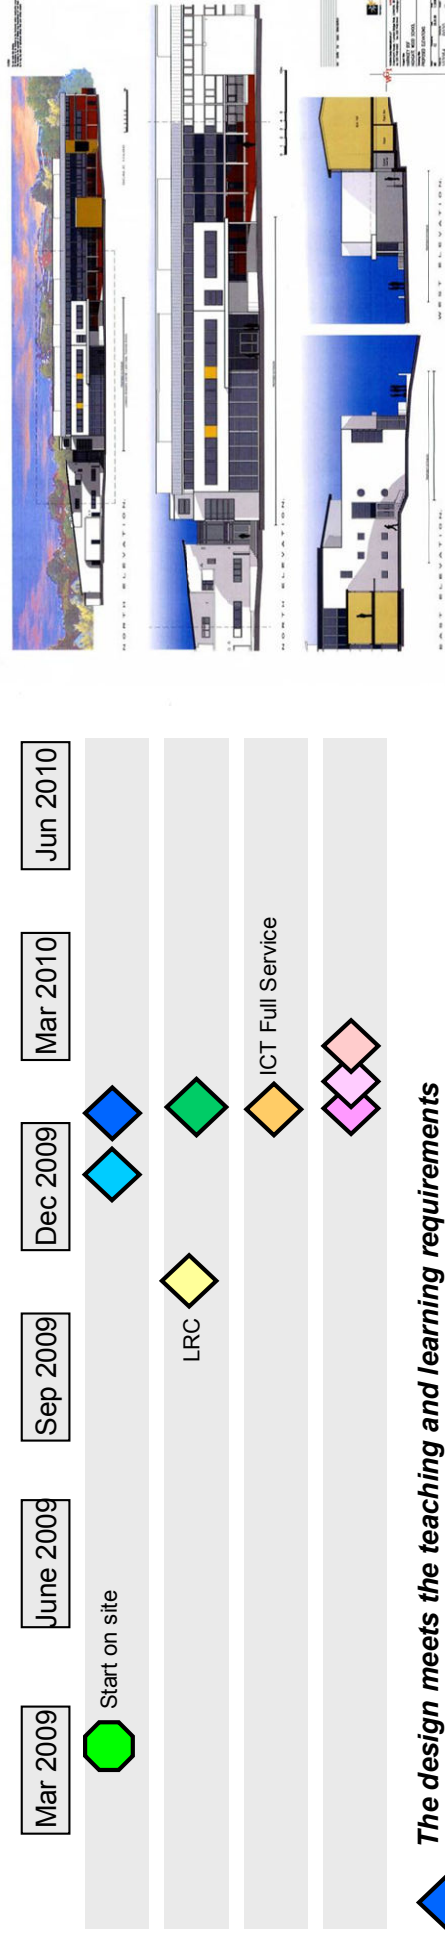 Mar 2009
June 2009
Sep 2009
Dec 2009
Mar 2010
Jun 2010
Start on site
LRC
ICT Full Service
The design meets the teaching and learning requirements
NORTH ELEVATION
NORTH ELEVATION
EAST ELEVATION
WEST ELEVATION